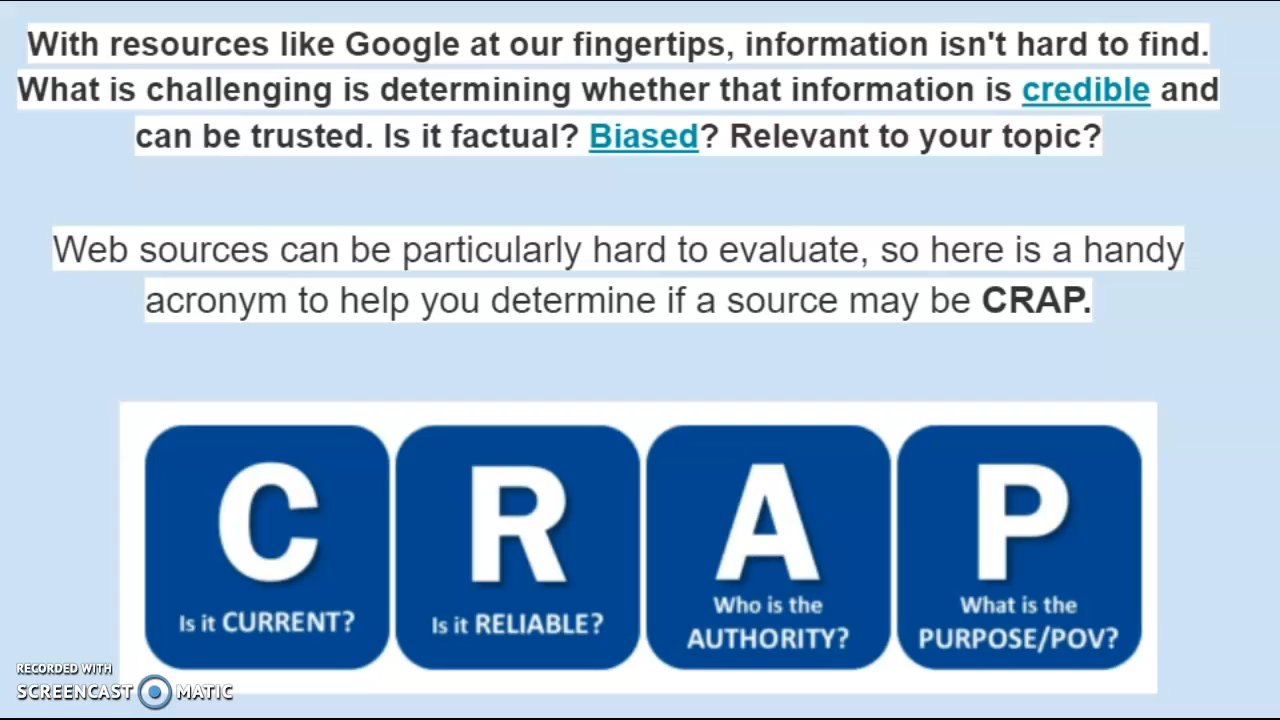 With resources like Google at our fingertips, information isn't hard to find.
What is challenging is determining whether that information is credible and
can be trusted. Is it factual? Biased? Relevant to your topic?
Web sources can be particularly hard to evaluate, so here is a handy
acronym to help you determine if a source may be CRAP.
C
Is it CURRENT?
R
Is it RELIABLE?
A
Who is the
AUTHORITY?
P
What is the
PURPOSE/POV?
RECORDED WITH
SCREENCAST MATIC